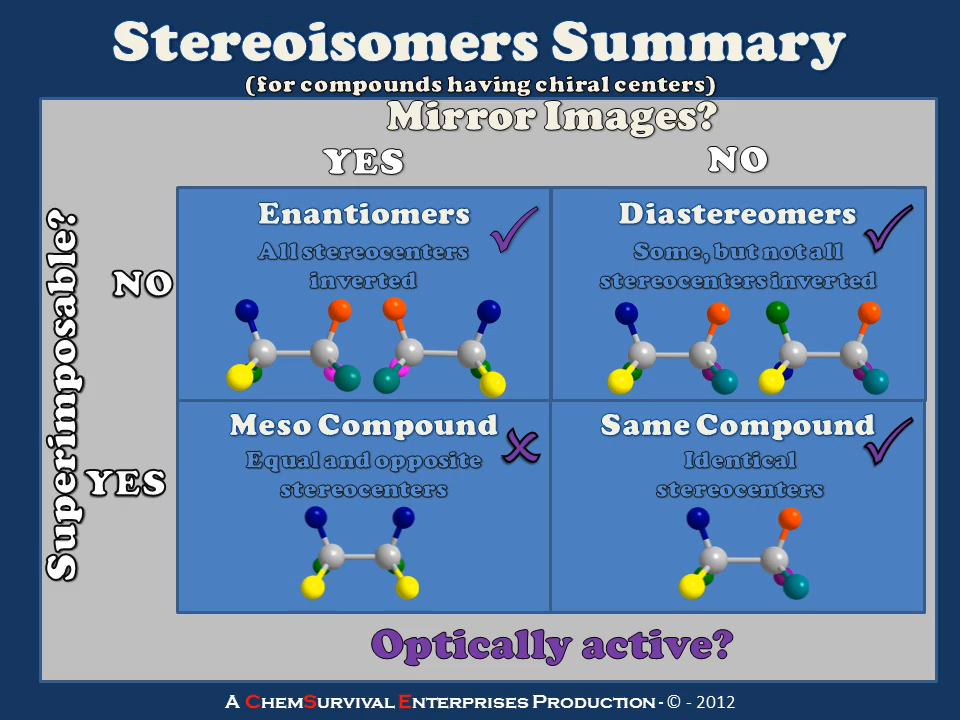 Stereoisomers Summary
(for compounds having chiral centers)
Mirror Images?
YES
NO
Superimposable?
NO
Enantiomers
All stereocenters
inverted
Diastereomers
Some, but not all
stereocenters inverted
YES
Meso Compound
Equal and opposite
stereocenters
Same Compound
Identical
stereocenters
Optically active?
A ChemSurvival Enterprises Production - © - 2012